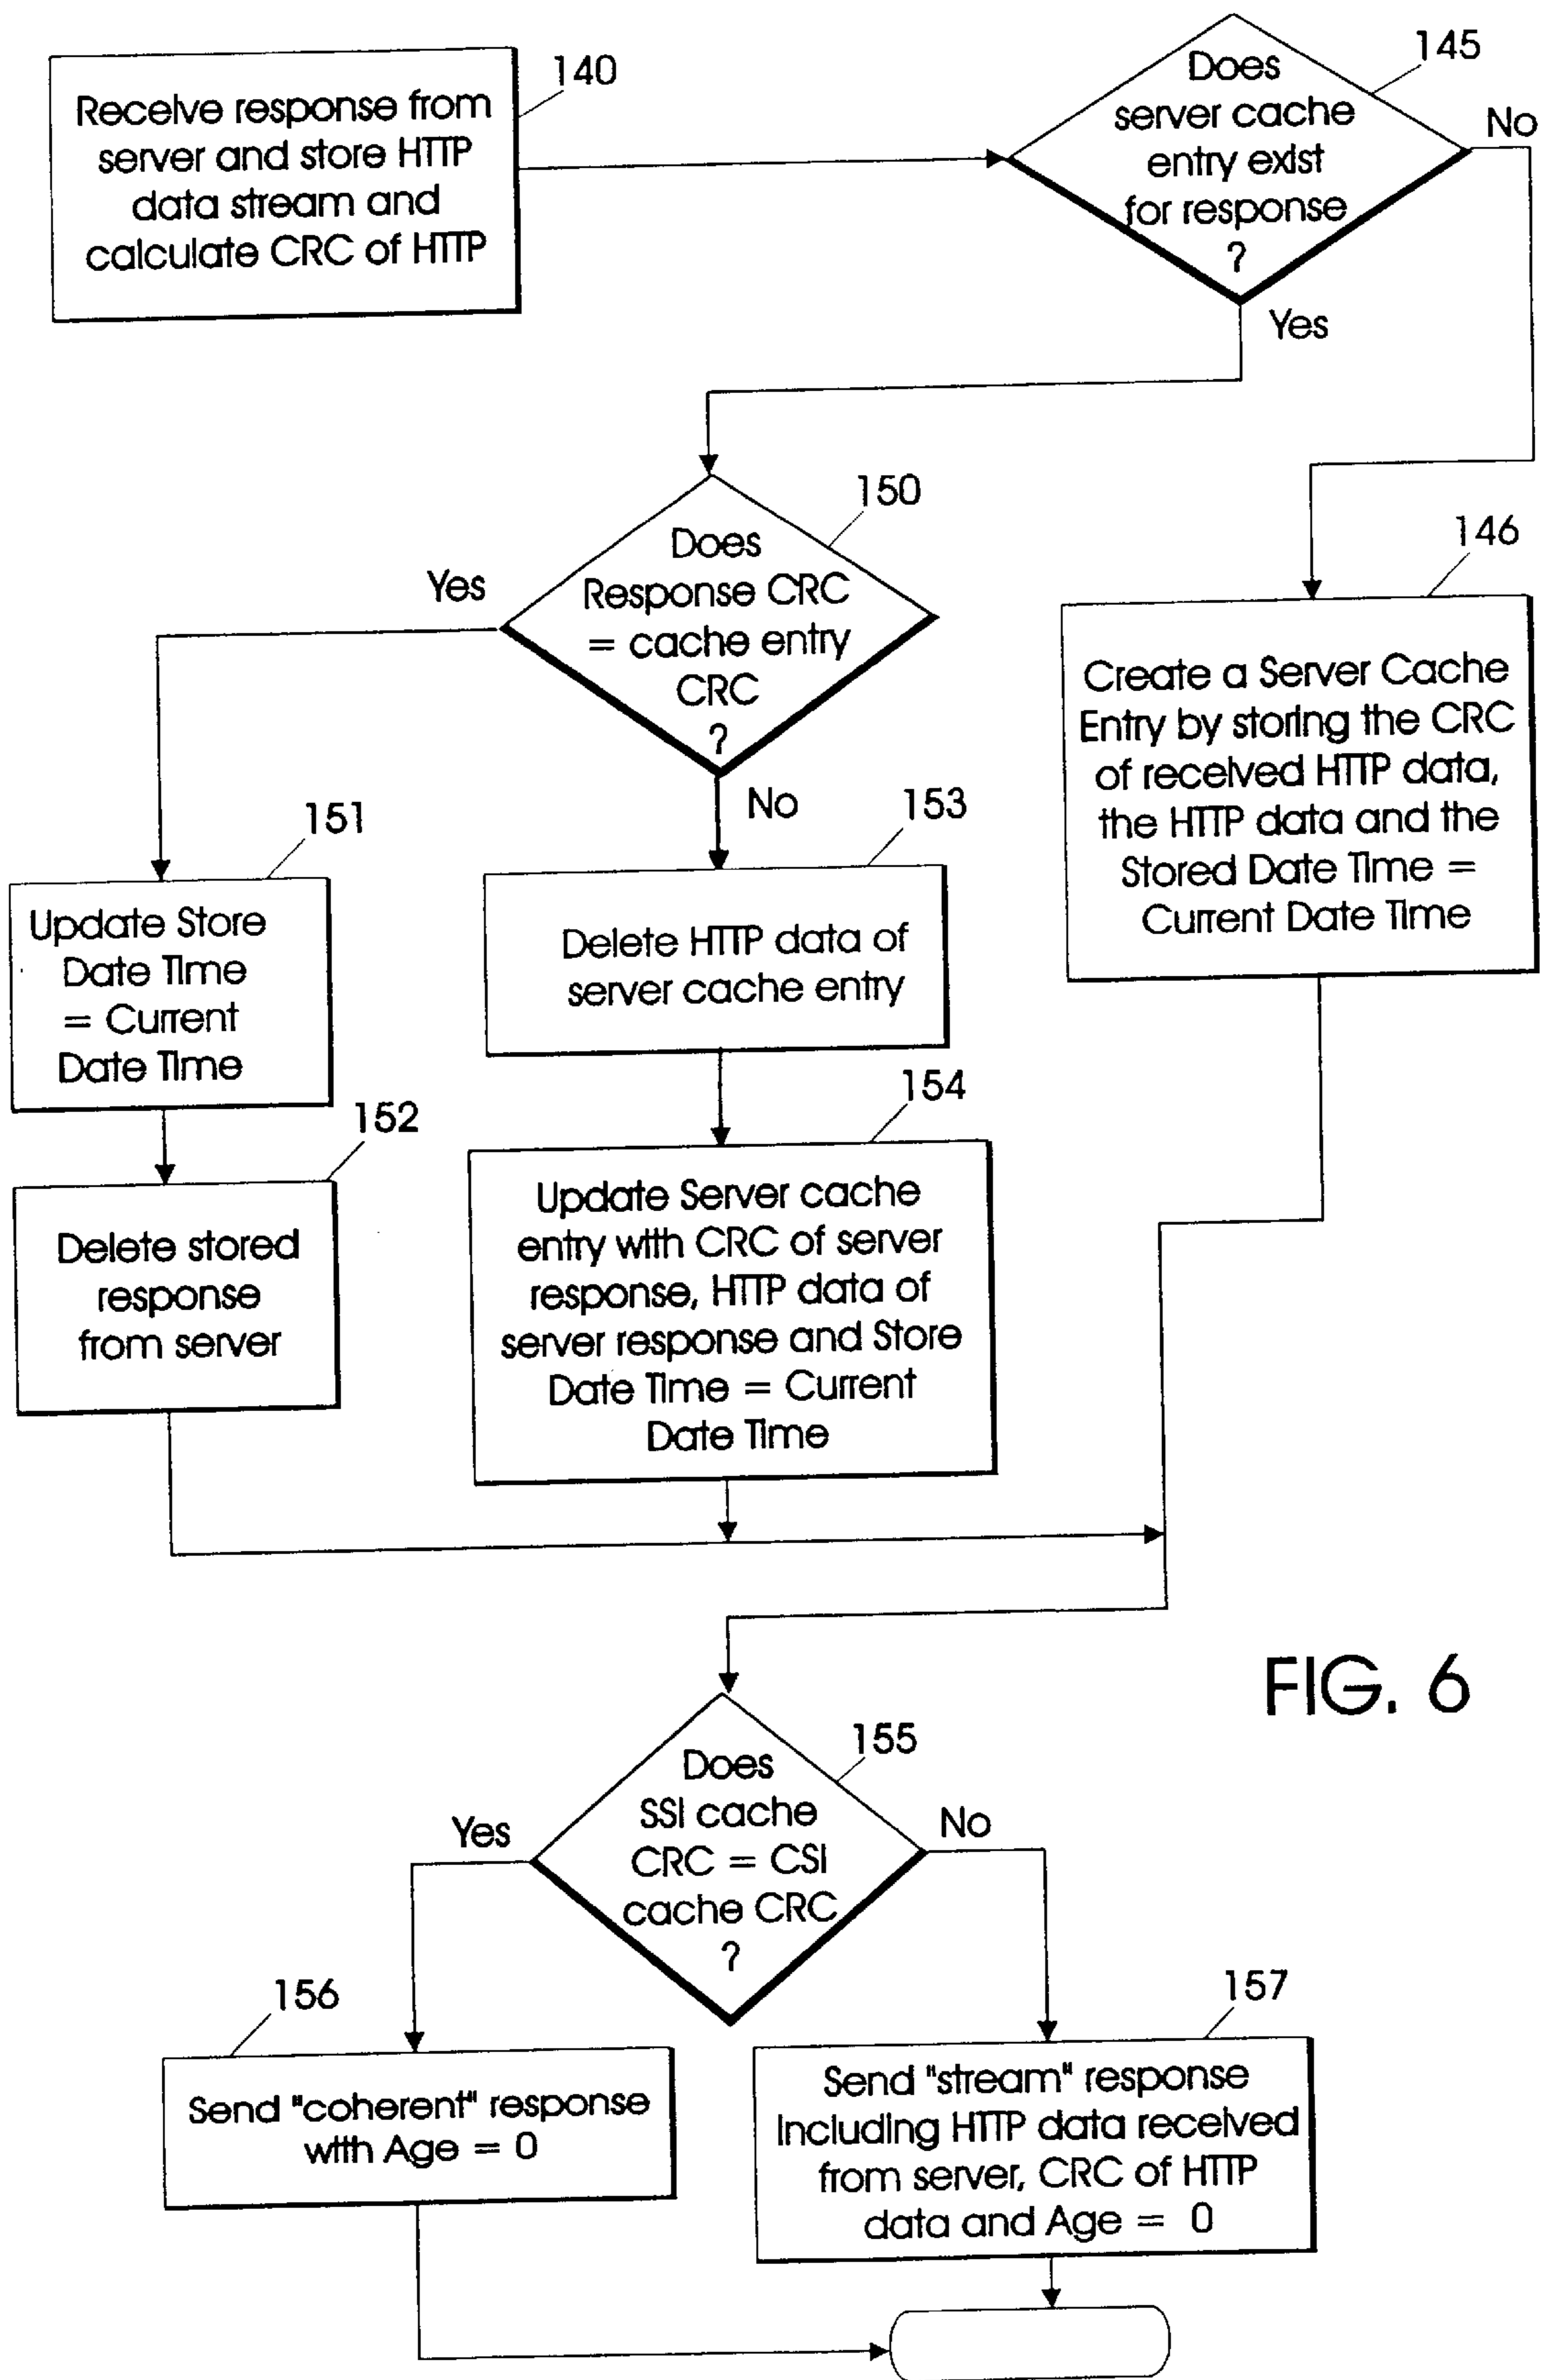 140
Receive response from
server and store HTTP
data stream and
calculate CRC of HTTP
145
Does
server cache
entry exist
for response
?
No
Yes
150
Does
Response CRC
= cache entry
CRC
?
Yes
No
146
Create a Server Cache
Entry by storing the CRC
of received HTTP data,
the HTTP data and the
Stored Date Time =
Current Date Time
151
Update Store
Date Time
= Current
Date Time
153
Delete HTTP data of
server cache entry
152
Delete stored
response
from server
154
Update Server cache
entry with CRC of server
response, HTTP data of
server response and Store
Date Time = Current
Date Time
FIG. 6
155
Does
SSI cache
CRC = CSI
cache CRC
?
Yes
No
156
Send "coherent" response
with Age = 0
157
Send "stream" response
Including HTTP data received
from server, CRC of HTTP
data and Age = 0